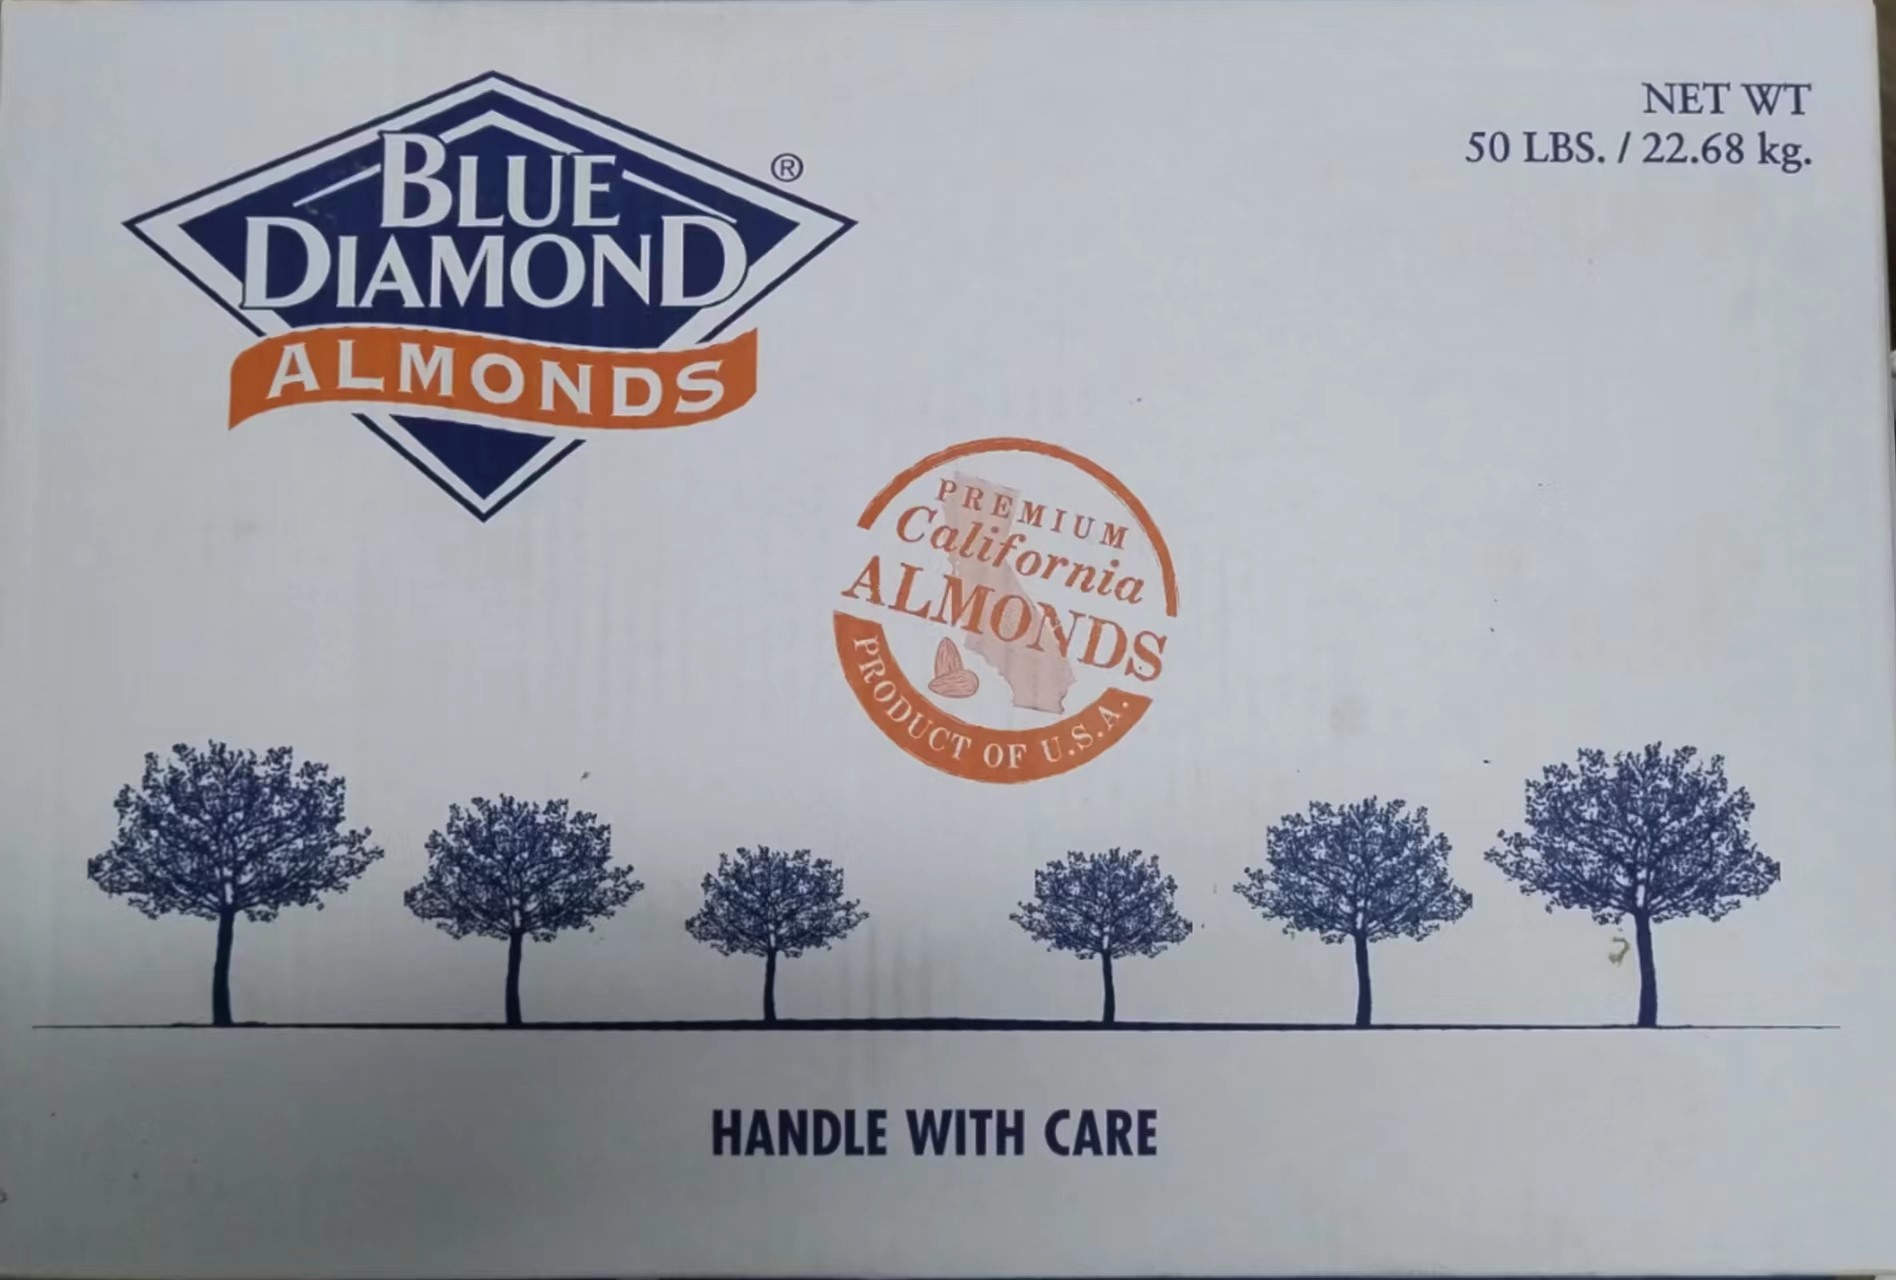 BLUE
DIAMOND
ALMONDS
®
NET WT
50 LBS. / 22.68 kg.
PREMIUM
California
ALMONDS
PRODUCT OF U.S.A.
HANDLE WITH CARE